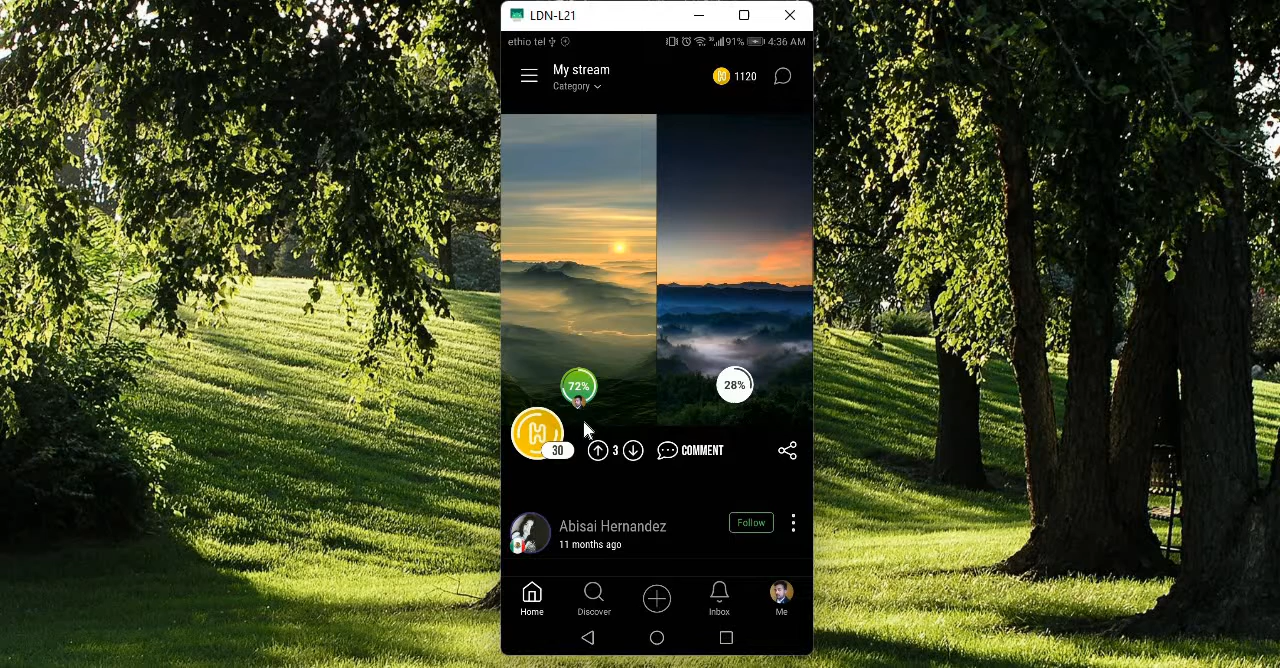 LDN-L21
ethio tel 91% 4:36 AM
My stream
Category
1120
72%
28%
30
3
COMMENT
Abisai Hernandez
Follow
11 months ago
Home
Discover
Inbox
Me